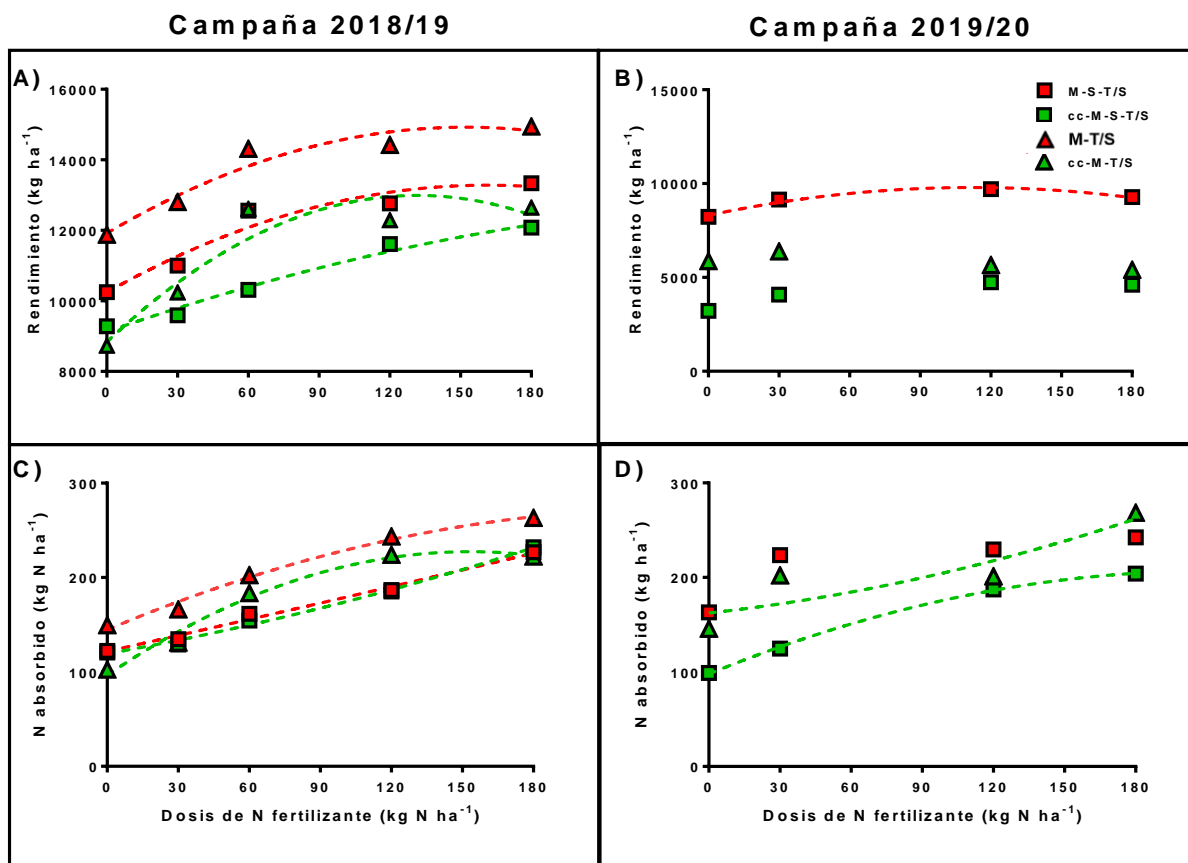 Campaña 2018/19
Campaña 2019/20
A)
Rendimiento (kg ha⁻¹)
16000
14000
12000
10000
8000
0 30 60 90 120 150 180
B)
Rendimiento (kg ha⁻¹)
15000
10000
5000
0
0 30 60 90 120 150 180
M-S-T/S
cc-M-S-T/S
M-T/S
cc-M-T/S
C)
N absorbido (kg N ha⁻¹)
300
200
100
0
0 30 60 90 120 150 180
Dosis de N fertilizante (kg N ha⁻¹)
D)
N absorbido (kg ha⁻¹)
300
200
100
0
0 30 60 90 120 150 180
Dosis de N fertilizante (kg N ha⁻¹)